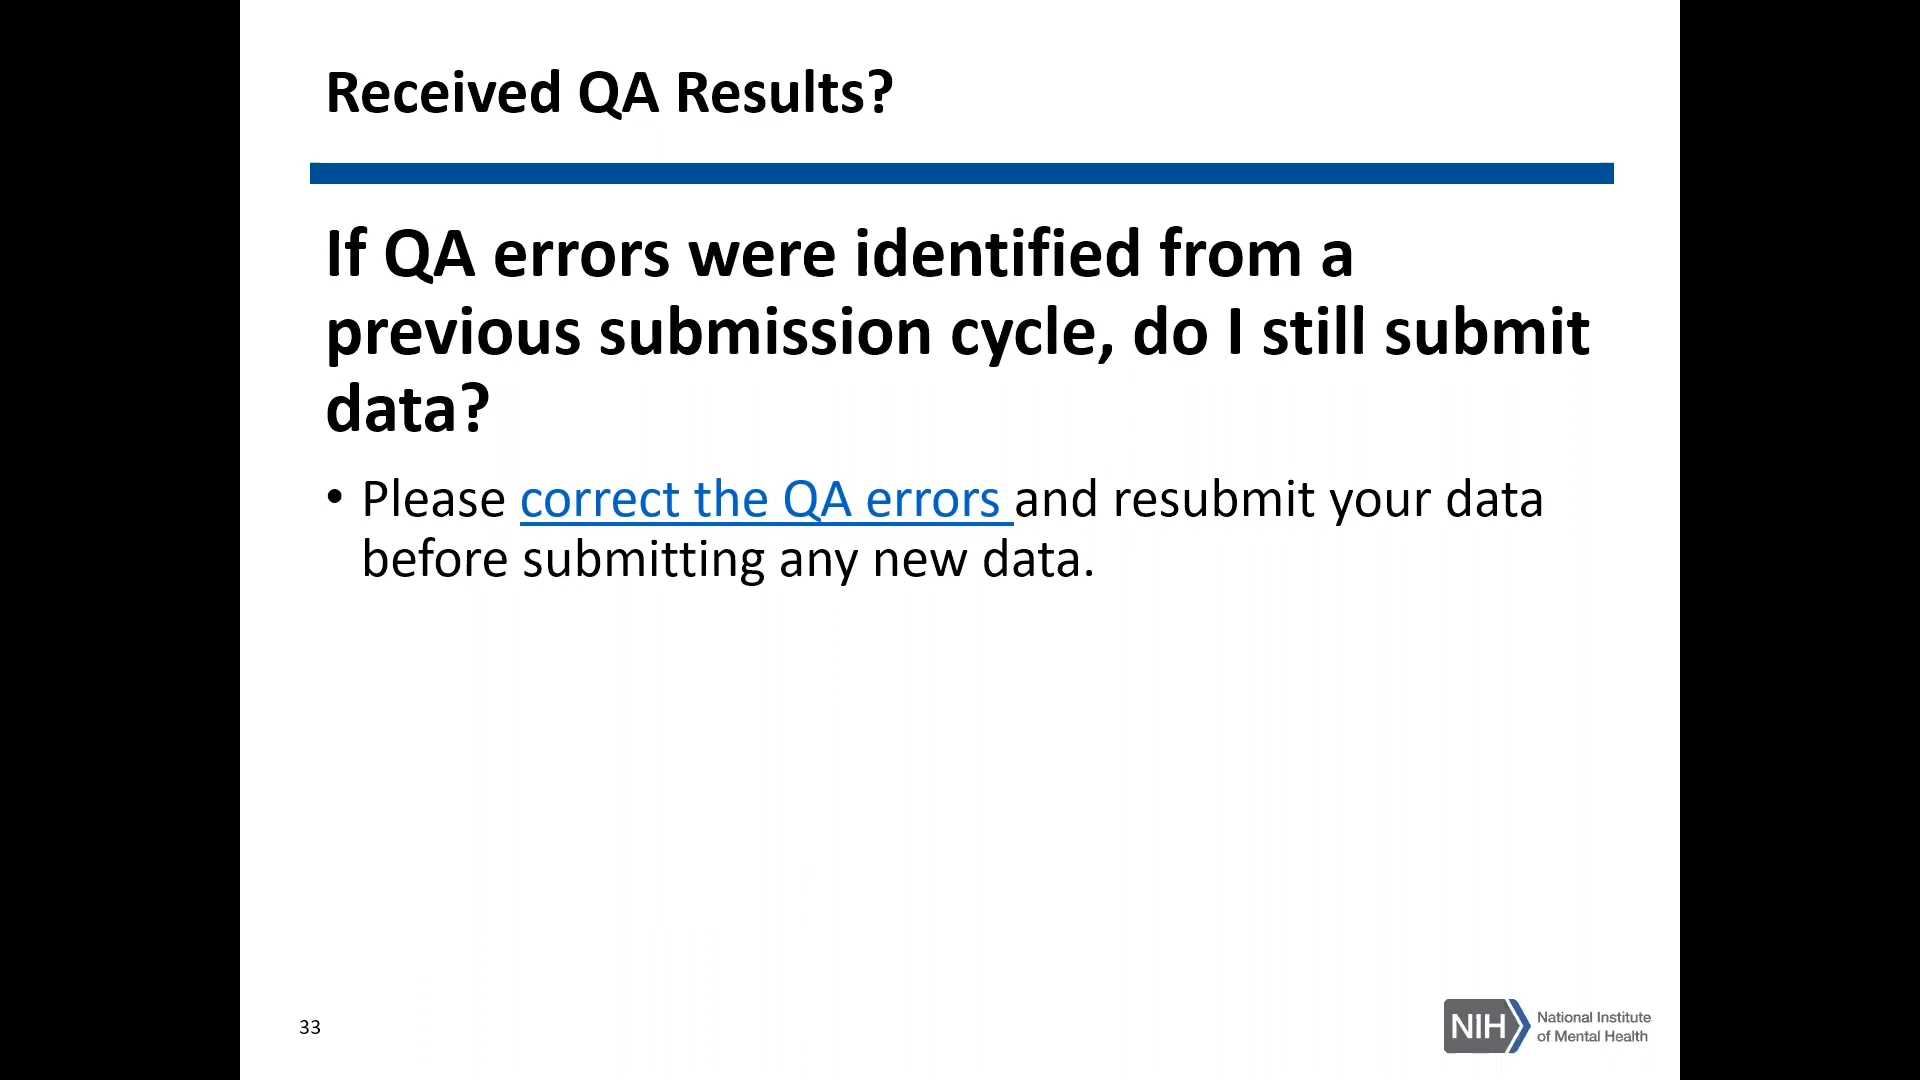 Received QA Results?
If QA errors were identified from a
previous submission cycle, do I still submit
data?
• Please correct the QA errors and resubmit your data
before submitting any new data.
33
NIH
National Institute
of Mental Health